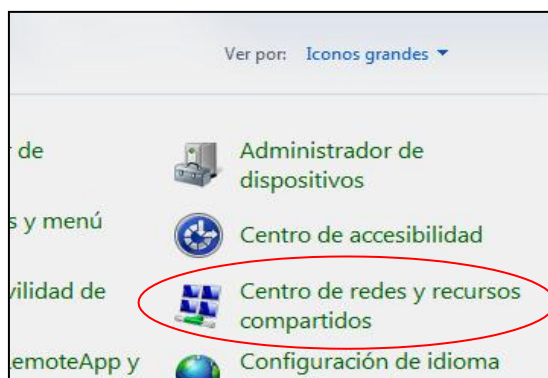 Ver por: Iconos grandes
de
Administrador de
dispositivos
s y menú
Centro de accesibilidad
vilidad de
Centro de redes y recursos
compartidos
emoteApp y
Configuración de idioma